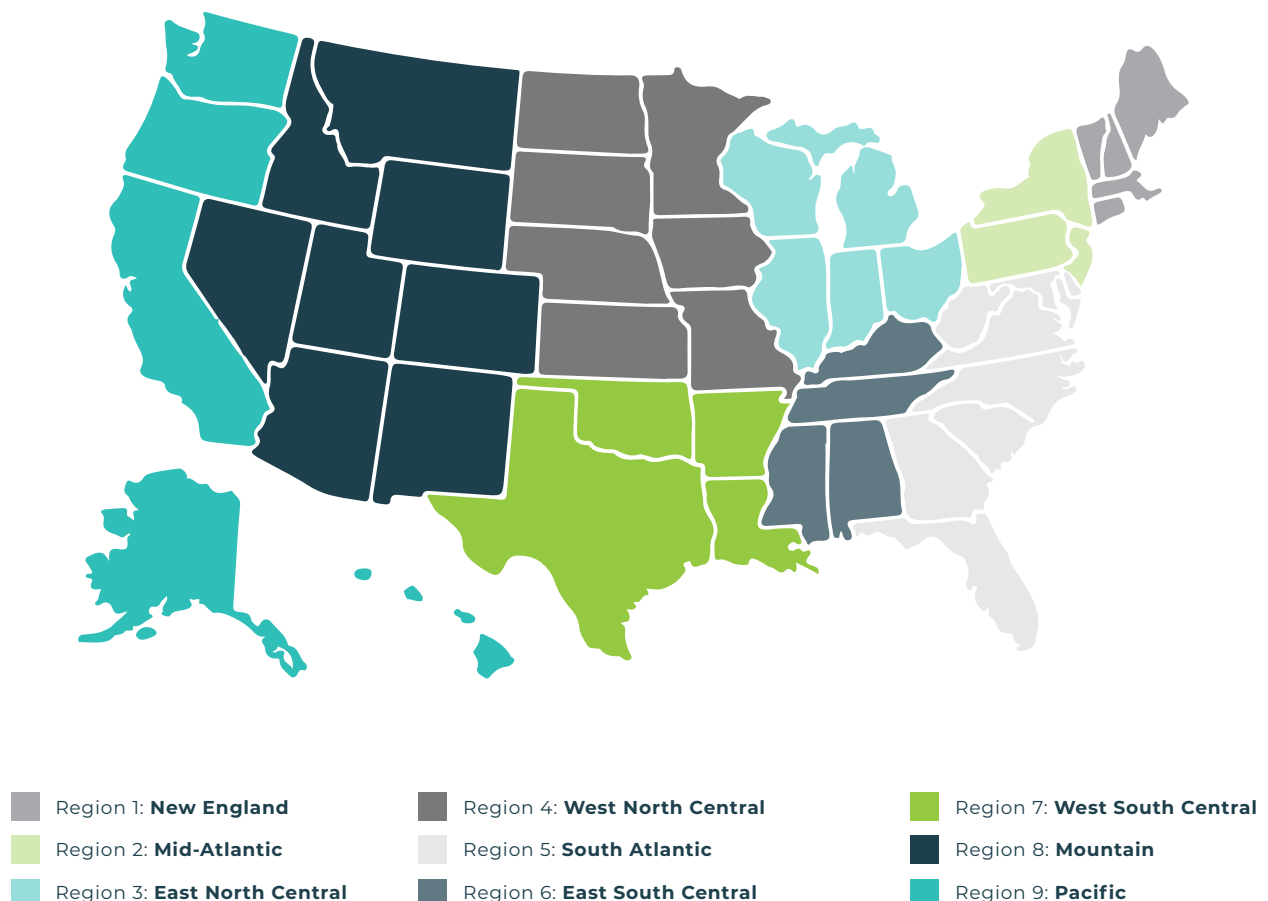 Region 1: New England
Region 2: Mid-Atlantic
Region 3: East North Central
Region 4: West North Central
Region 5: South Atlantic
Region 6: East South Central
Region 7: West South Central
Region 8: Mountain
Region 9: Pacific